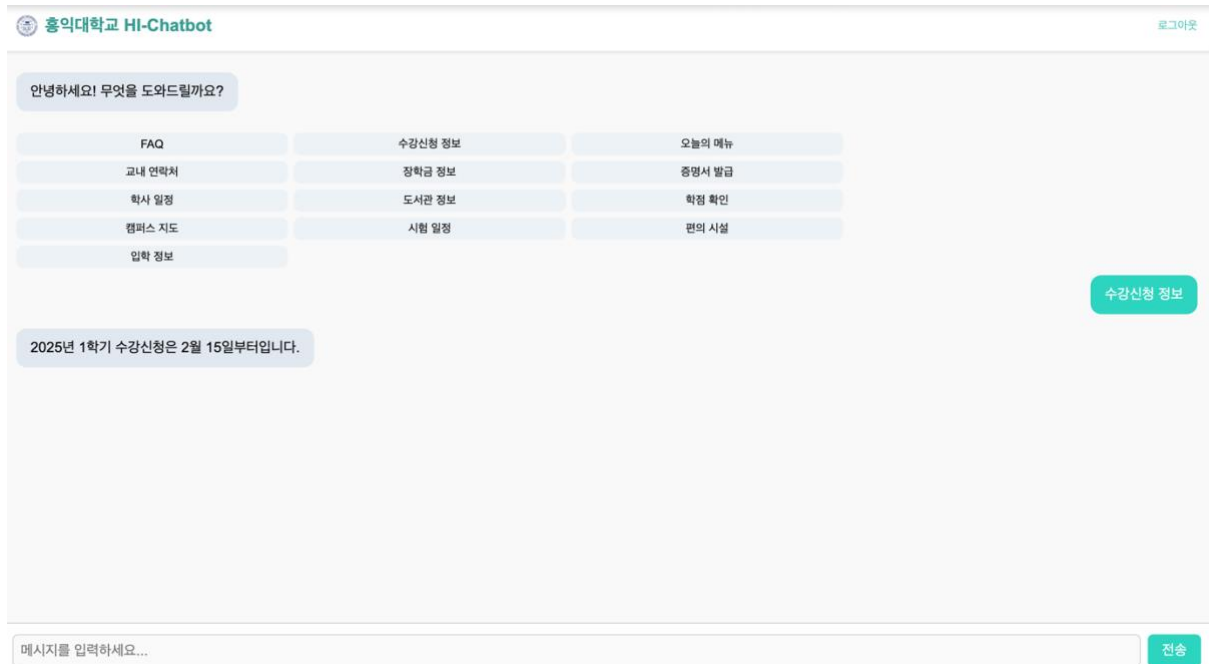 홍익대학교 HI-Chatbot
로그아웃
안녕하세요! 무엇을 도와드릴까요?
FAQ 수강신청 정보 오늘의 메뉴
교내 연락처 장학금 정보 증명서 발급
학사 일정 도서관 정보 학점 확인
캠퍼스 지도 시험 일정 편의 시설
입학 정보
수강신청 정보
2025년 1학기 수강신청은 2월 15일부터입니다.
메시지를 입력하세요...
전송